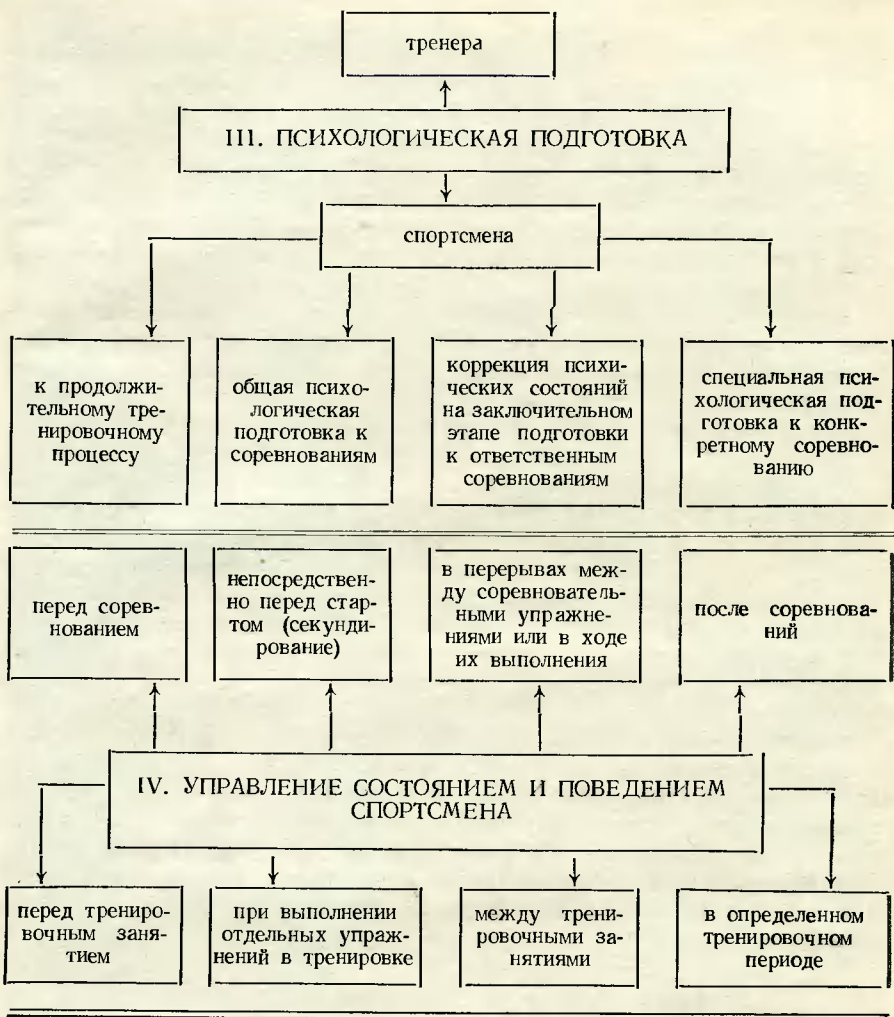 тренера
III. ПСИХОЛОГИЧЕСКАЯ ПОДГОТОВКА
спортсмена
к продолжи-
тельному тре-
нировочному
процессу
общая психо-
логическая
подготовка к
соревнованиям
коррекция психи-
ческих состояний
на заключительном
этапе подготовки
к ответственным
соревнованиям
специальная пси-
хологическая под-
готовка к конк-
ретному соревно-
ванию
перед сорев-
нованием
непосредствен-
но перед стар-
том (секунди-
рование)
в перерывах меж-
ду соревнователь-
ными упражне-
ниями или в ходе
их выполнения
после соревнова-
ний
IV. УПРАВЛЕНИЕ СОСТОЯНИЕМ И ПОВЕДЕНИЕМ
СПОРТСМЕНА
перед трениро-
вочным заня-
тием
при выполнении
отдельных упраж-
нений в тренировке
между трени-
ровочными за-
нятиями
в определенном
тренировочном
периоде